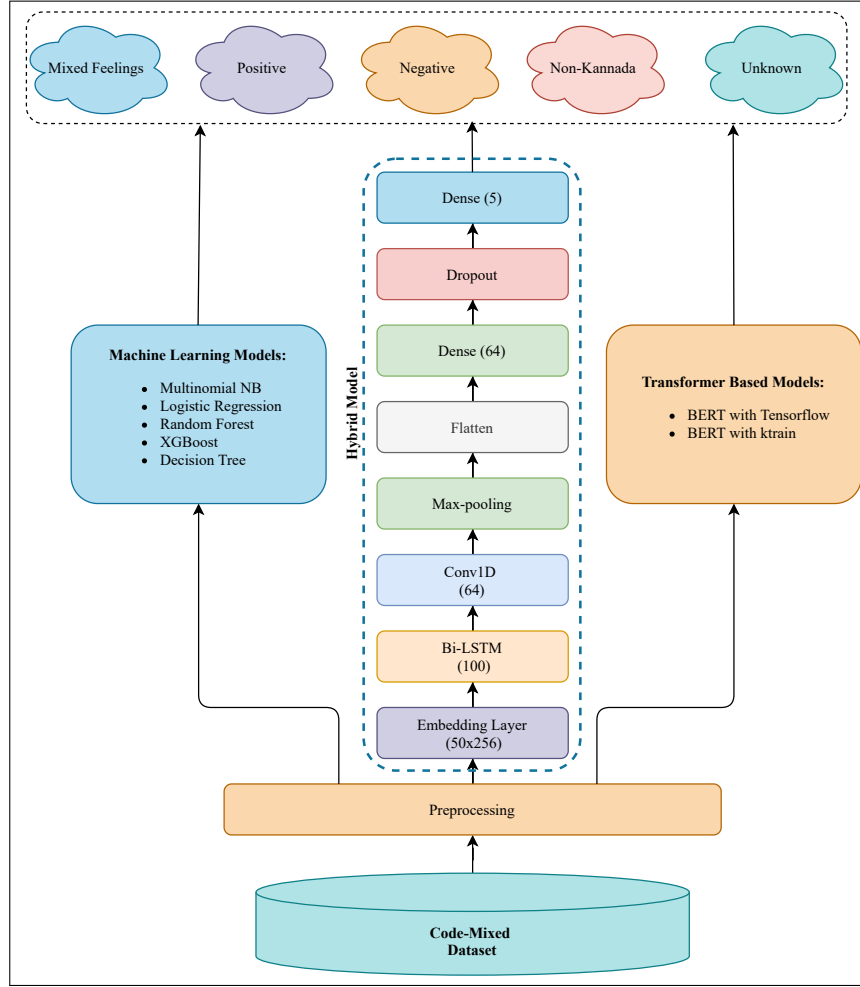 Mixed Feelings
Positive
Negative
Non-Kannada
Unknown
Dense (5)
Dropout
Dense (64)
Flatten
Max-pooling
Conv1D
(64)
Bi-LSTM
(100)
Embedding Layer
(50x256)
Hybrid Model
Machine Learning Models:
• Multinomial NB
• Logistic Regression
• Random Forest
• XGBoost
• Decision Tree
Transformer Based Models:
• BERT with Tensorflow
• BERT with ktrain
Preprocessing
Code-Mixed
Dataset